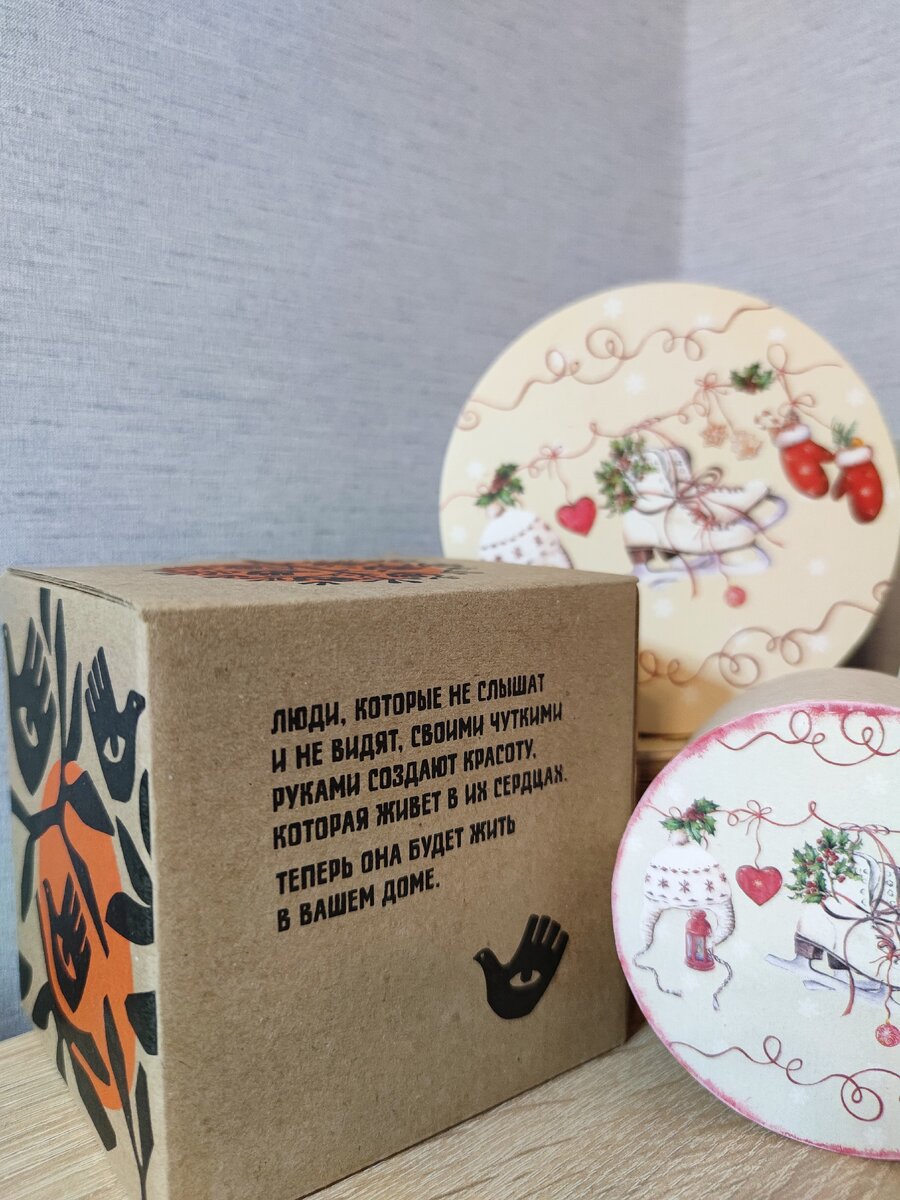 ЛЮДИ, КОТОРЫЕ НЕ СЛЫШАТ
И НЕ ВИДЯТ, СВОИМИ ЧУТКИМИ
РУКАМИ СОЗДАЮТ КРАСОТУ,
КОТОРАЯ ЖИВЕТ В ИХ СЕРДЦАХ.
ТЕПЕРЬ ОНА БУДЕТ ЖИТЬ
В ВАШЕМ ДОМЕ.